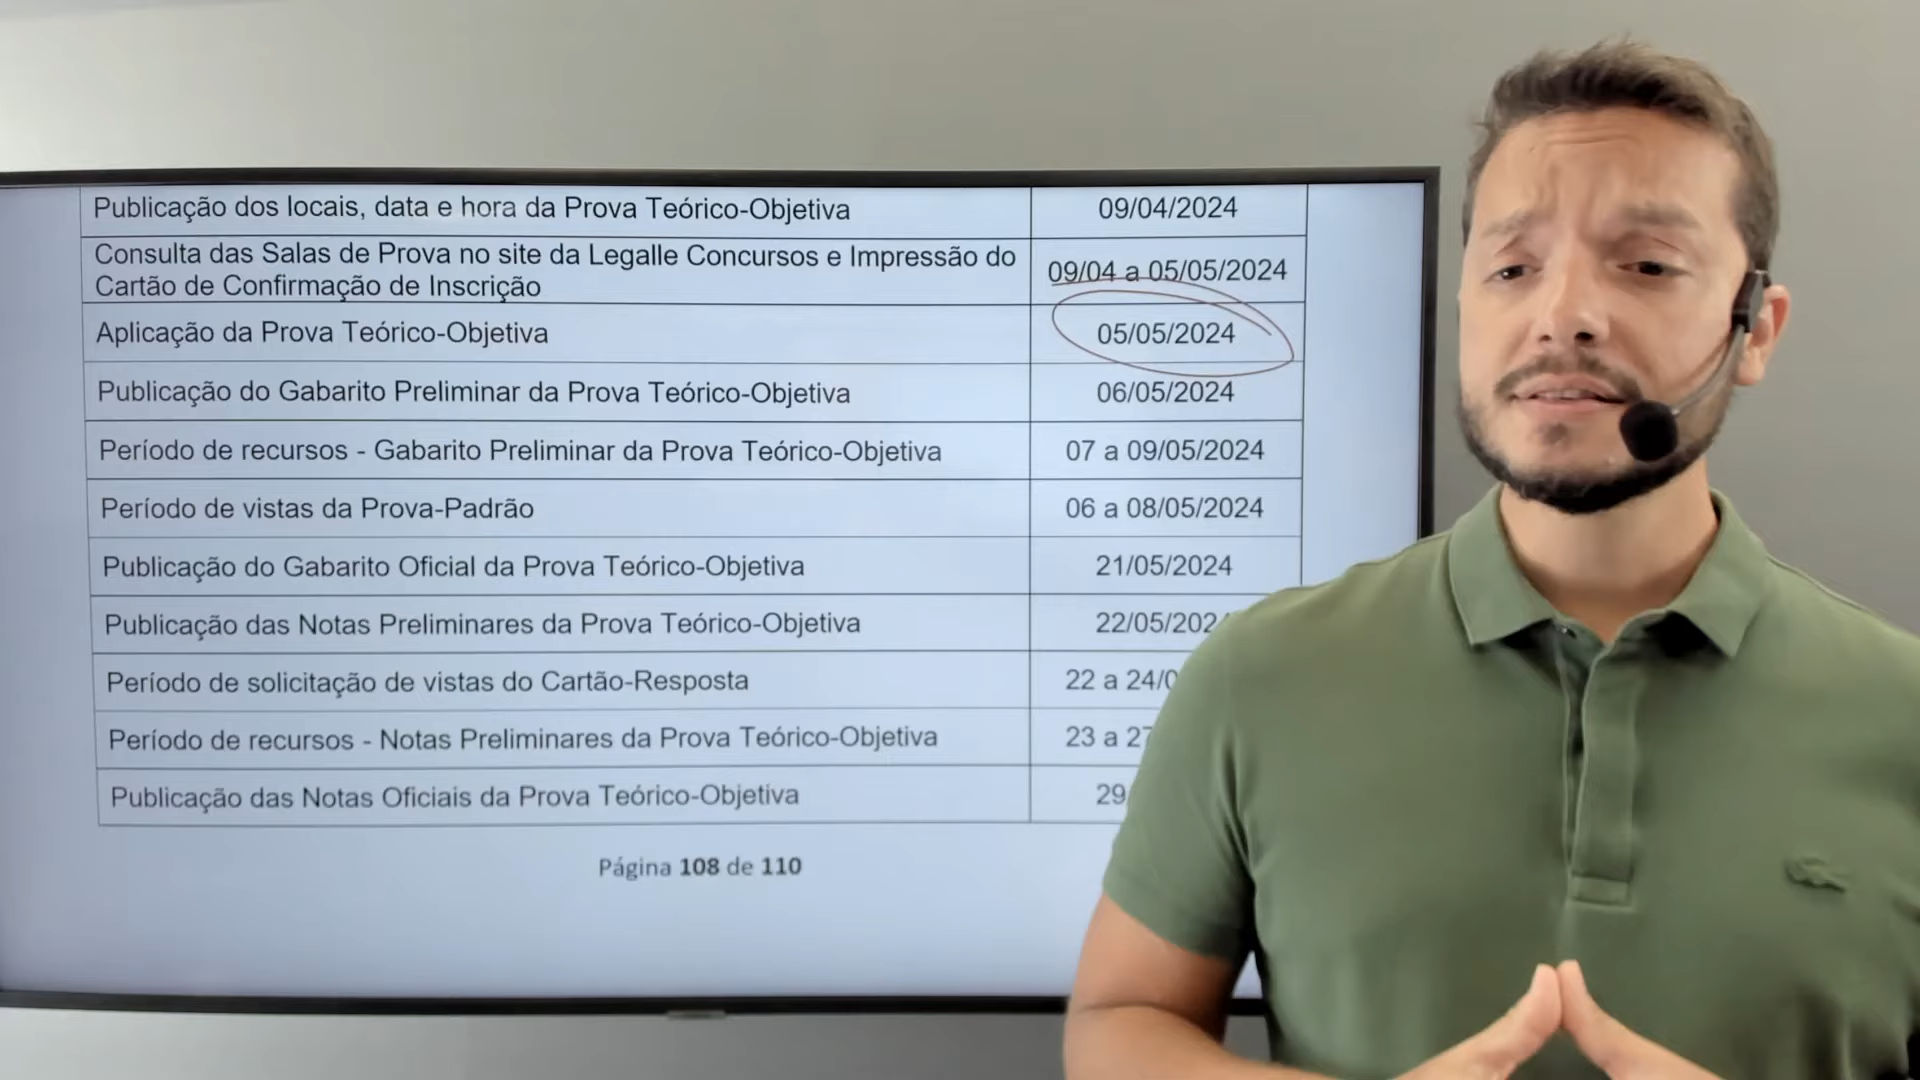 Publicação dos locais, data e hora da Prova Teórico-Objetiva 09/04/2024
Consulta das Salas de Prova no site da Legalle Concursos e Impressão do
Cartão de Confirmação de Inscrição 09/04 a 05/05/2024
Aplicação da Prova Teórico-Objetiva 05/05/2024
Publicação do Gabarito Preliminar da Prova Teórico-Objetiva 06/05/2024
Período de recursos - Gabarito Preliminar da Prova Teórico-Objetiva 07 a 09/05/2024
Período de vistas da Prova-Padrão 06 a 08/05/2024
Publicação do Gabarito Oficial da Prova Teórico-Objetiva 21/05/2024
Publicação das Notas Preliminares da Prova Teórico-Objetiva 22/05/202
Período de solicitação de vistas do Cartão-Resposta 22 a 24/0
Período de recursos - Notas Preliminares da Prova Teórico-Objetiva 23 a 27
Publicação das Notas Oficiais da Prova Teórico-Objetiva 29
Página 108 de 110